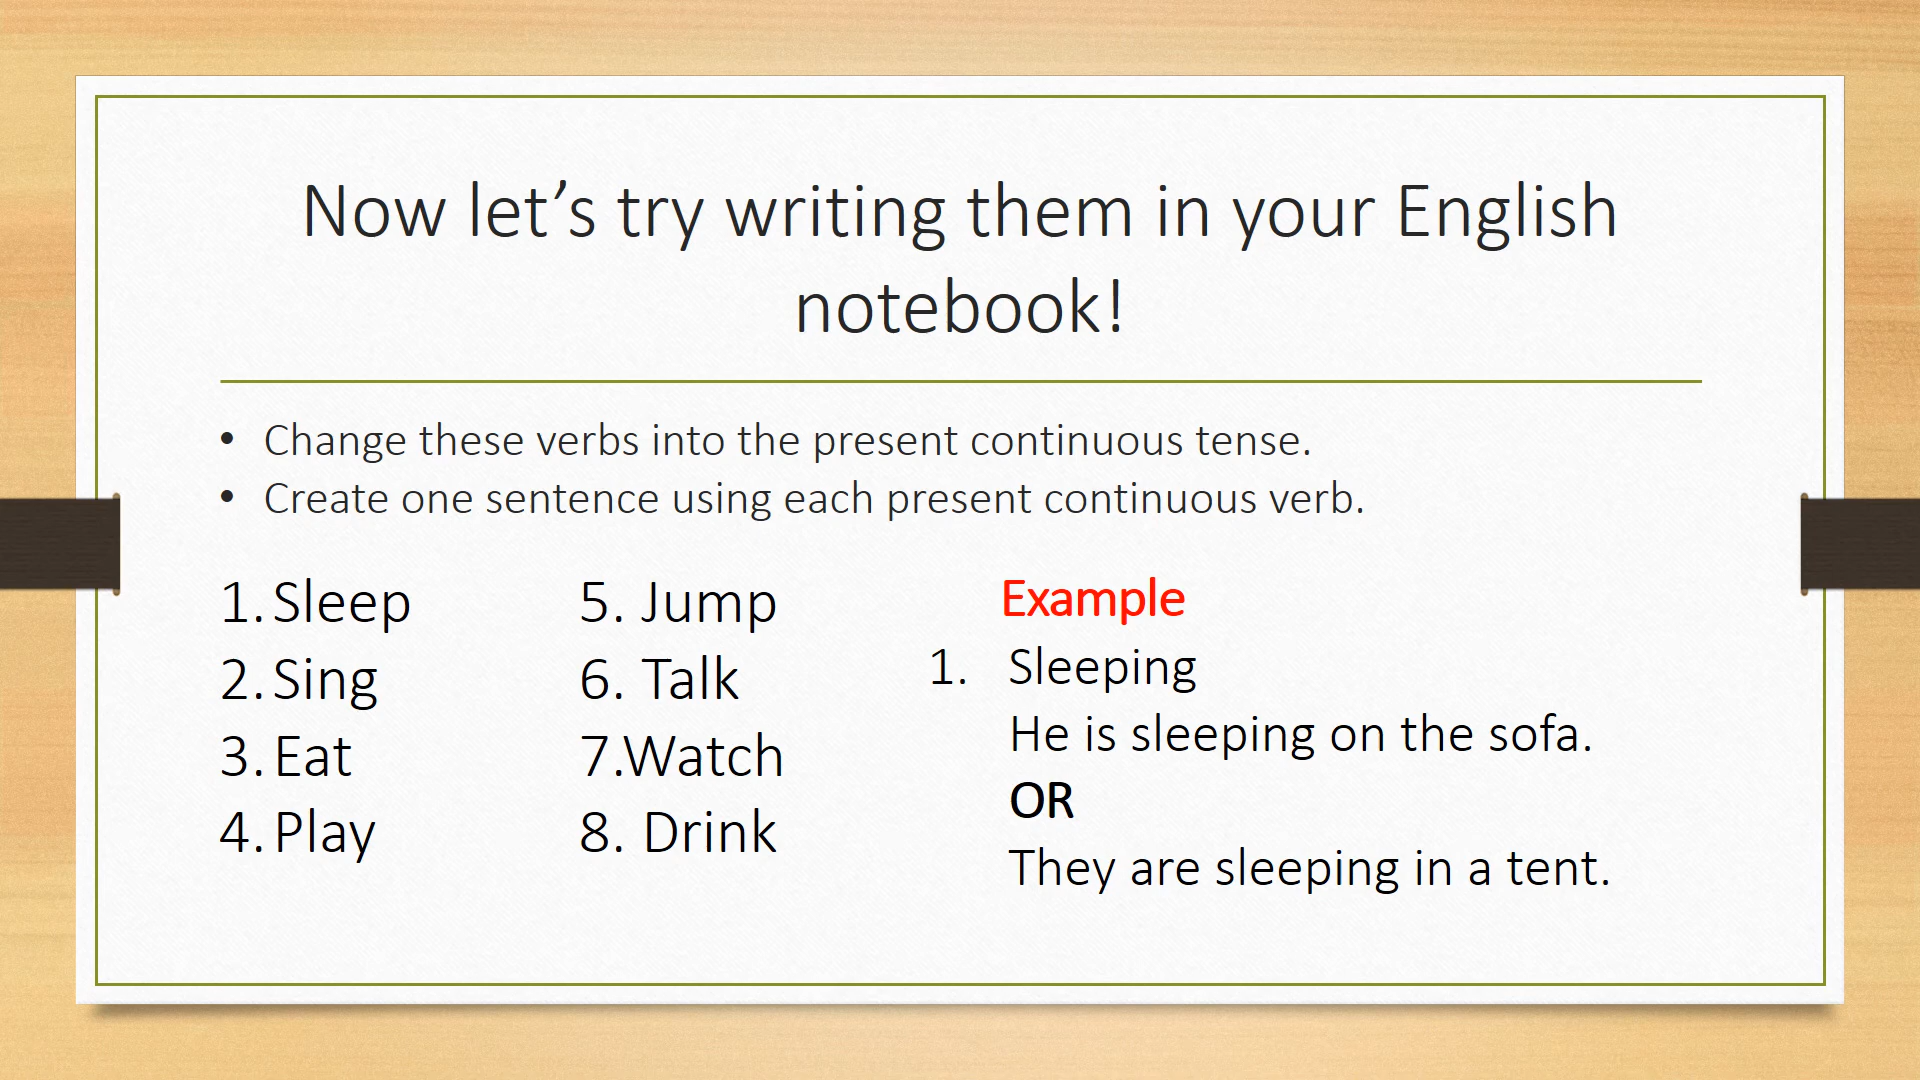 Now let’s try writing them in your English
notebook!
• Change these verbs into the present continuous tense.
• Create one sentence using each present continuous verb.
1. Sleep
2. Sing
3. Eat
4. Play
5. Jump
6. Talk
7.Watch
8. Drink
Example
1. Sleeping
He is sleeping on the sofa.
OR
They are sleeping in a tent.